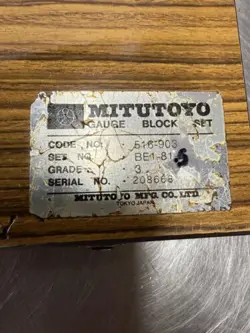 MITUTOYO
GAUGE BLOCK SET
CODE NO. 516-903
SET NO. BE1-81-S
GRADE 3
SERIAL NO. 208668
MITUTOYO MFG. CO., LTD.
TOKYO JAPAN